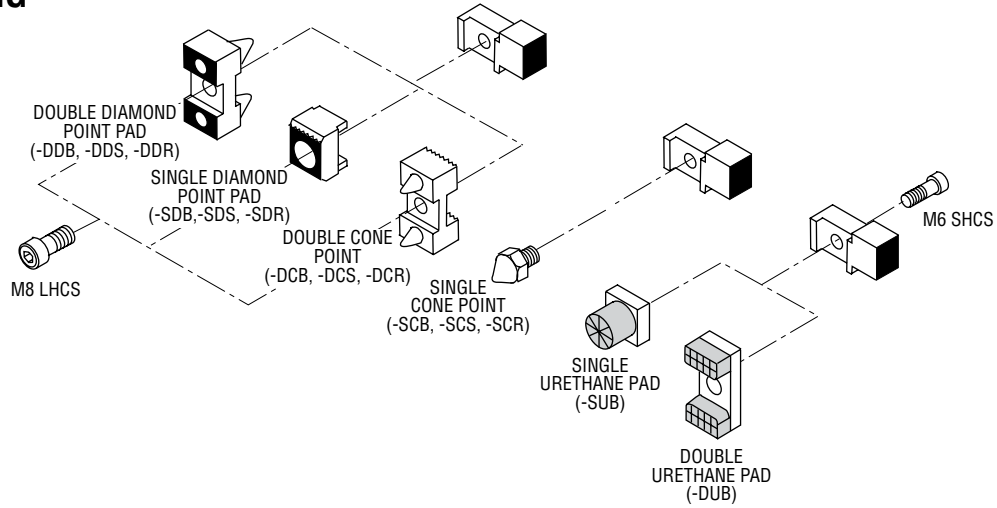 DOUBLE DIAMOND
POINT PAD
(-DDB, -DDS, -DDR)
SINGLE DIAMOND
POINT PAD
(-SDB,-SDS, -SDR)
DOUBLE CONE
POINT
(-DCB, -DCS, -DCR)
M8 LHCS
SINGLE
CONE POINT
(-SCB, -SCS, -SCR)
M6 SHCS
SINGLE
URETHANE PAD
(-SUB)
DOUBLE
URETHANE PAD
(-DUB)